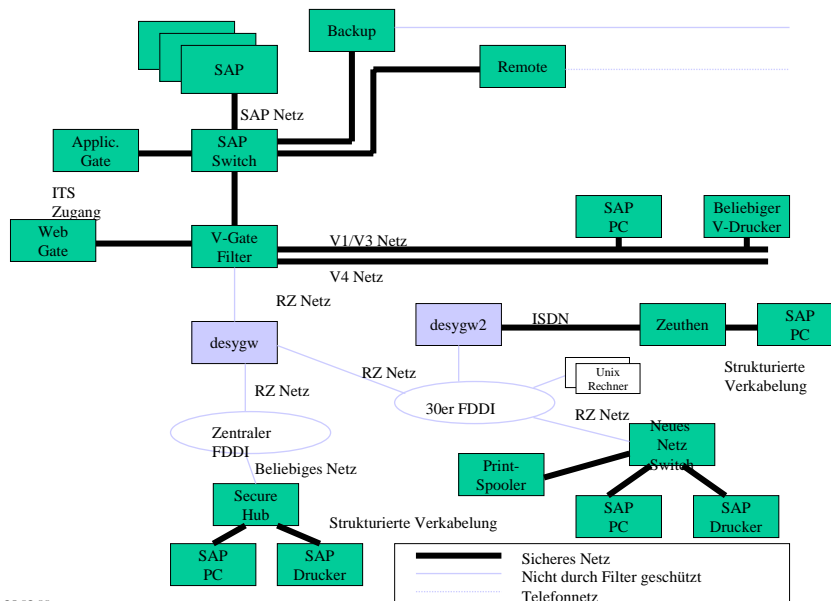 Backup
SAP
Remote
SAP Netz
Applic.
Gate
SAP
Switch
ITS
Zugang
Web
Gate
V-Gate
Filter
V1/V3 Netz
V4 Netz
SAP
PC
Beliebiger
V-Drucker
RZ Netz
desygw
desygw2
ISDN
Zeuthen
SAP
PC
Strukturierte
Verkabelung
RZ Netz
RZ Netz
Unix
Rechner
30er FDDI
RZ Netz
Zentraler
FDDI
Neues
Netz
Switch
Beliebiges Netz
Print-
Spooler
Secure
Hub
SAP
PC
SAP
Drucker
Strukturierte Verkabelung
SAP
PC
SAP
Drucker
Sicheres Netz
Nicht durch Filter geschützt
Telefonnetz